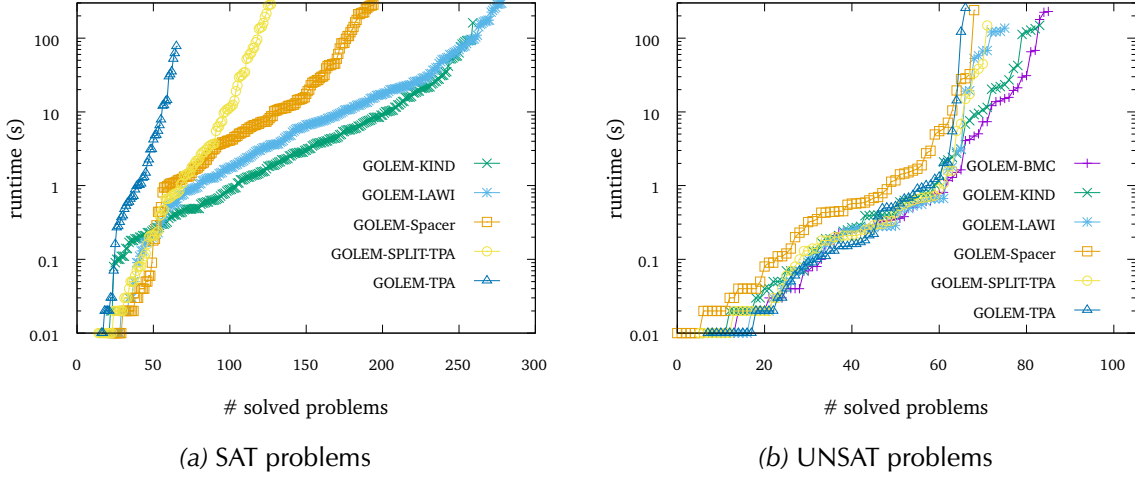 100
10
1
0.1
0.01
runtime (s)
GOLEM-KIND
GOLEM-LAWI
GOLEM-Spacer
GOLEM-SPLIT-TPA
GOLEM-TPA
0 50 100 150 200 250 300
# solved problems
(a) SAT problems
100
10
1
0.1
0.01
runtime (s)
GOLEM-BMC
GOLEM-KIND
GOLEM-LAWI
GOLEM-Spacer
GOLEM-SPLIT-TPA
GOLEM-TPA
0 20 40 60 80 100
# solved problems
(b) UNSAT problems